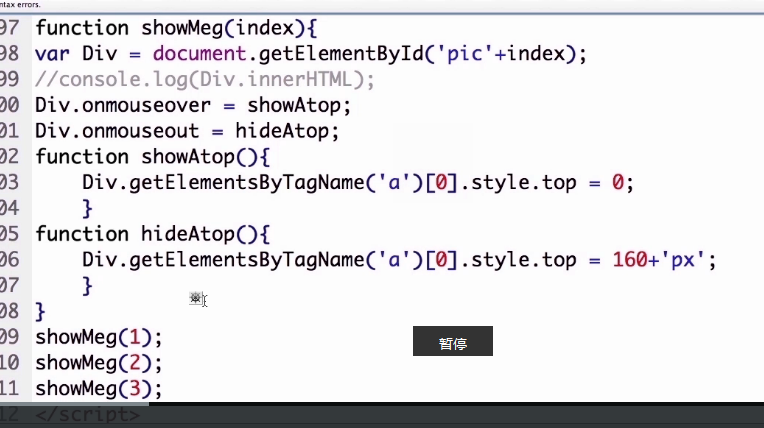 ntax errors.
97 function showMeg(index){
98 var Div = document.getElementById('pic'+index);
99 //console.log(Div.innerHTML);
00 Div.onmouseover = showAtop;
01 Div.onmouseout = hideAtop;
02 function showAtop(){
03 Div.getElementsByTagName('a')[0].style.top = 0;
04 }
05 function hideAtop(){
06 Div.getElementsByTagName('a')[0].style.top = 160+'px';
07 }
08 }
09 showMeg(1);
10 showMeg(2);
11 showMeg(3);
12 </script>
暂停